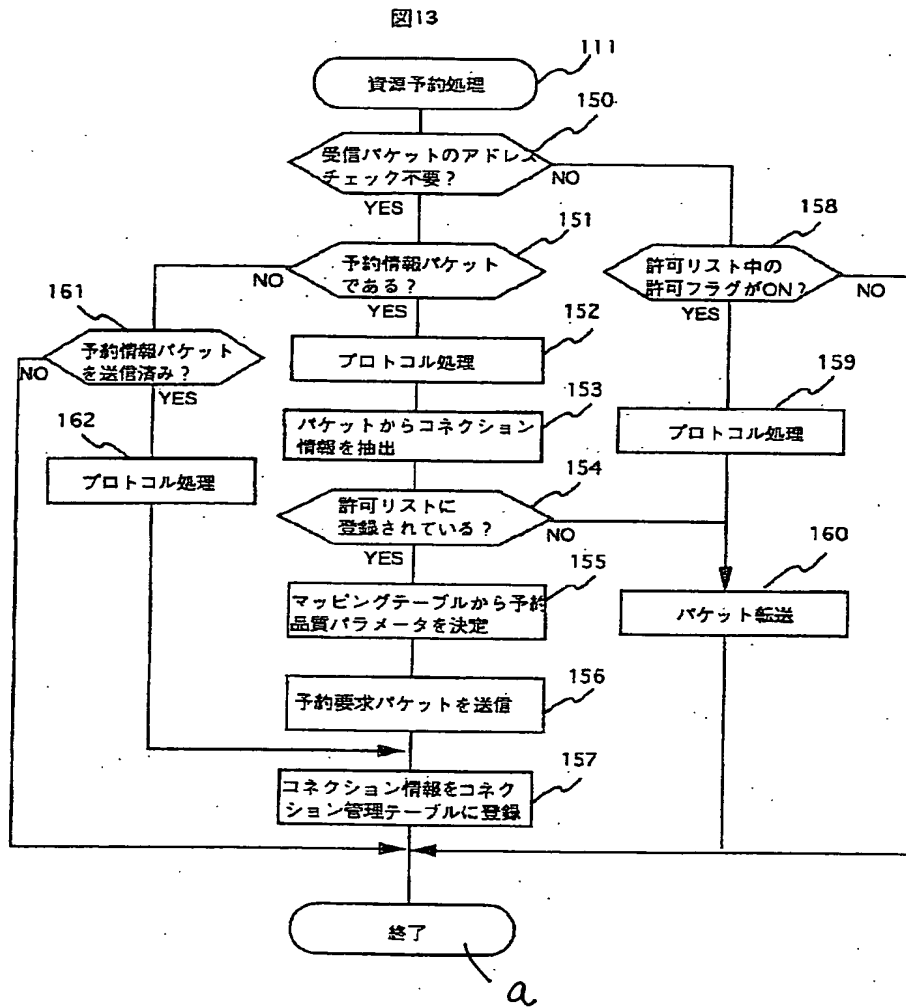 図13
111
資源予約処理
150
受信パケットのアドレス
チェック不要?
NO
YES
151
158
予約情報パケット
である?
NO
YES
許可リスト中の
許可フラグがON?
NO
YES
161
予約情報パケット
を送信済み?
NO
YES
152
プロトコル処理
153
パケットからコネクション
情報を抽出
159
プロトコル処理
162
プロトコル処理
154
許可リストに
登録されている?
NO
YES
160
パケット転送
155
マッピングテーブルから予約
品質パラメータを決定
156
予約要求パケットを送信
157
コネクション情報をコネク
ション管理テーブルに登録
終了
a